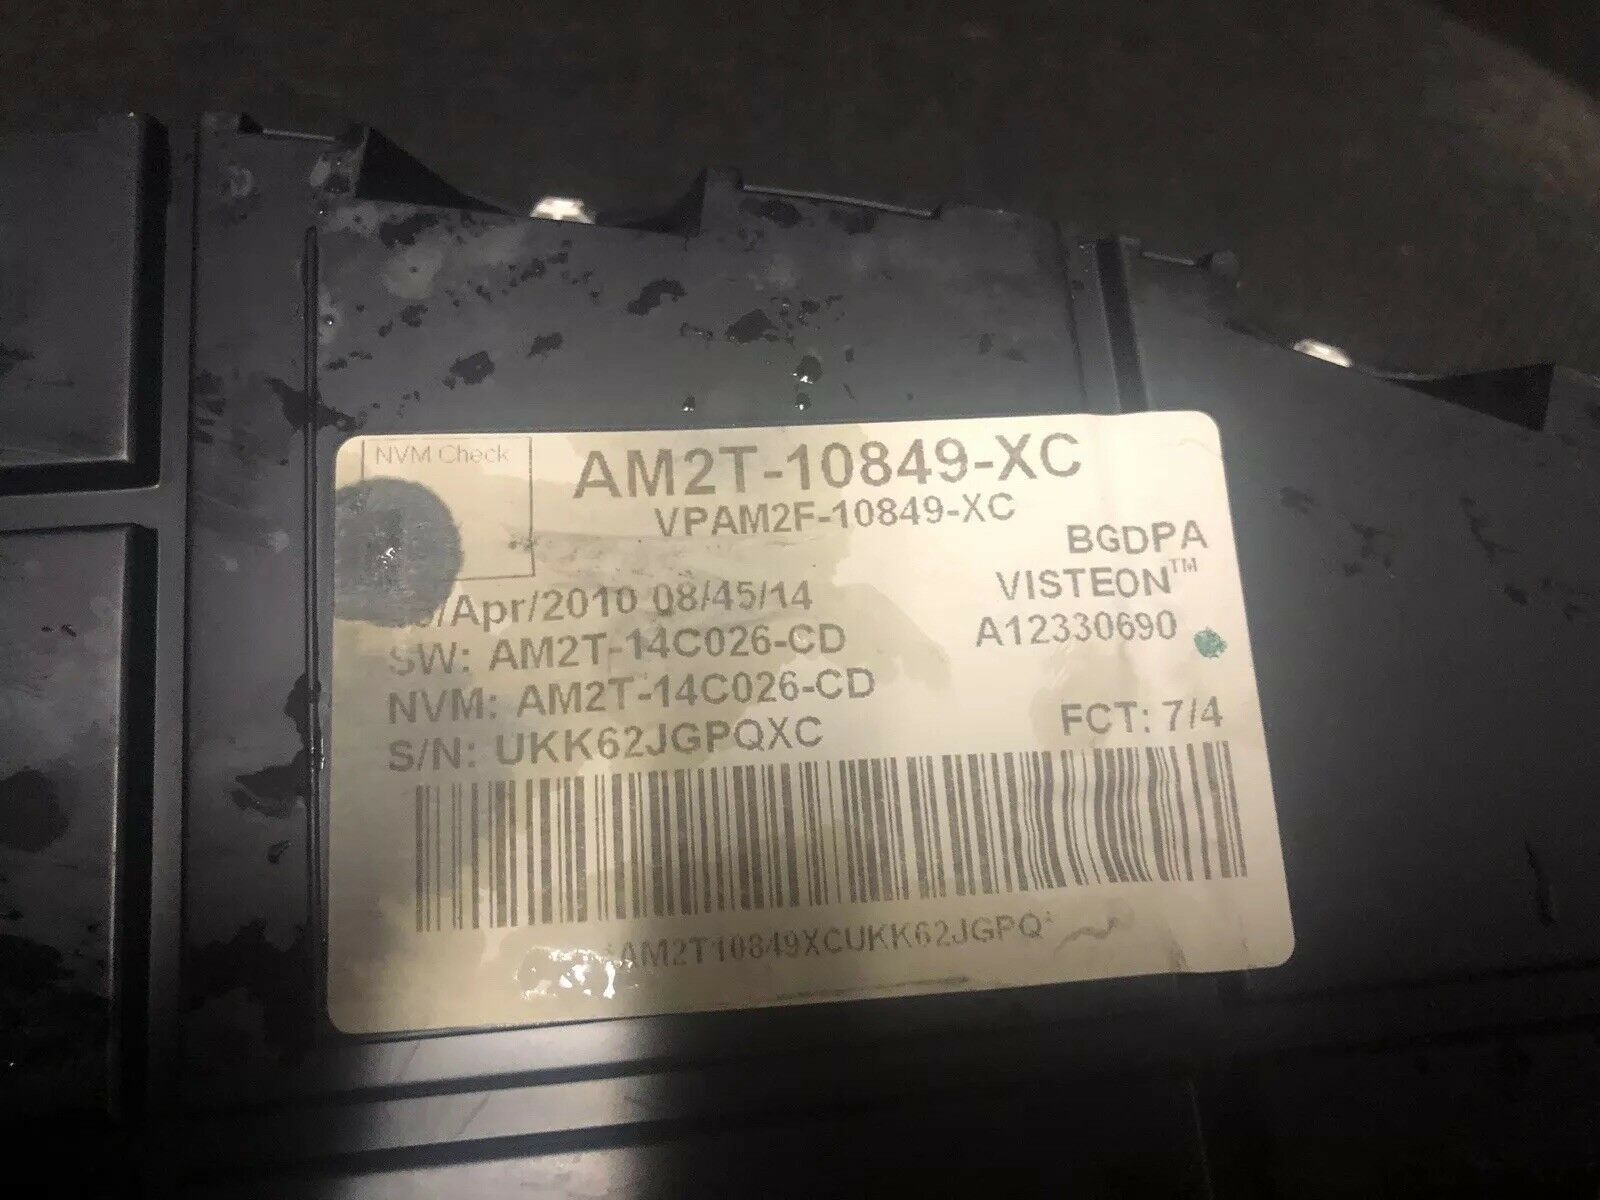 NVM Check
AM2T-10849-XC
VPAM2F-10849-XC
BGDPA
VISTEON™
A12330690
/Apr/2010 08/45/14
SW: AM2T-14C026-CD
NVM: AM2T-14C026-CD
S/N: UKK62JGPQXC
FCT: 7/4
*AM2T10849XCUKK62JGPQ*